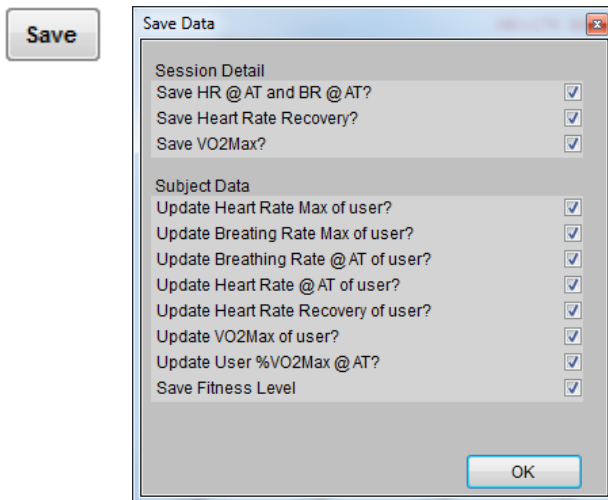 Save
Save Data
Session Detail
Save HR @ AT and BR @ AT?
Save Heart Rate Recovery?
Save VO2Max?
Subject Data
Update Heart Rate Max of user?
Update Breating Rate Max of user?
Update Breathing Rate @ AT of user?
Update Heart Rate @ AT of user?
Update Heart Rate Recovery of user?
Update VO2Max of user?
Update User %VO2Max @ AT?
Save Fitness Level
OK